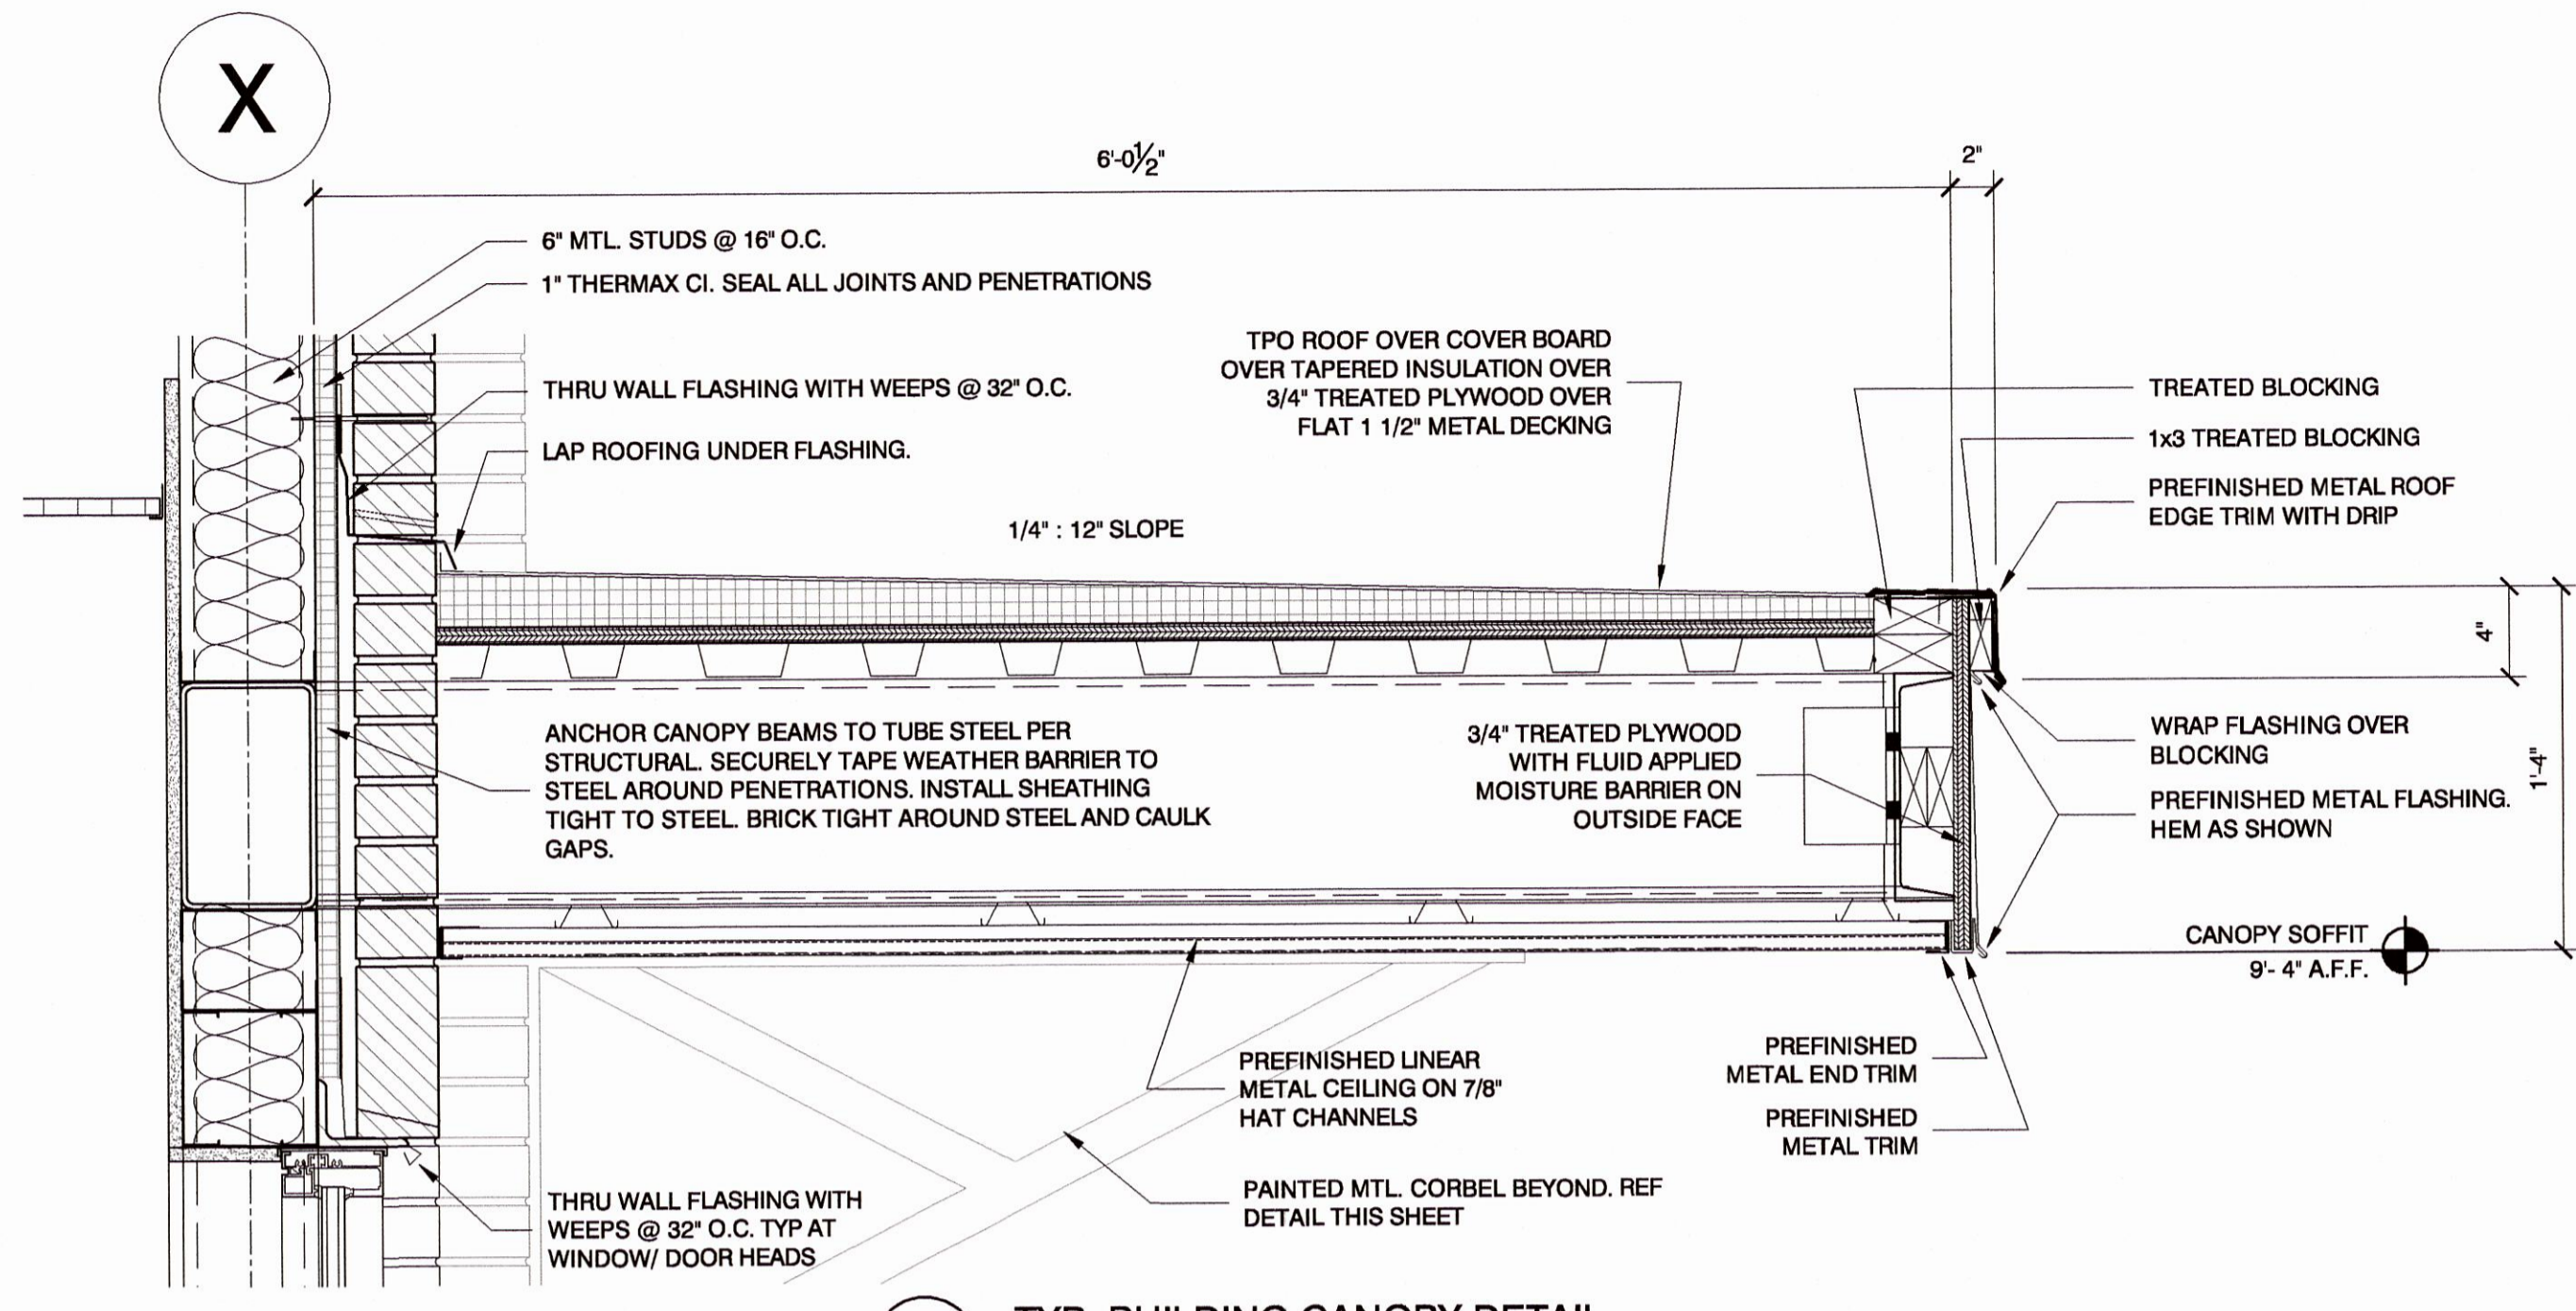 X
6'-0 1/2"
2"
6" MTL. STUDS @ 16" O.C.
1" THERMAX CI. SEAL ALL JOINTS AND PENETRATIONS
THRU WALL FLASHING WITH WEEPS @ 32" O.C.
LAP ROOFING UNDER FLASHING.
TPO ROOF OVER COVER BOARD
OVER TAPERED INSULATION OVER
3/4" TREATED PLYWOOD OVER
FLAT 1 1/2" METAL DECKING
1/4" : 12" SLOPE
TREATED BLOCKING
1x3 TREATED BLOCKING
PREFINISHED METAL ROOF
EDGE TRIM WITH DRIP
4"
1'-4"
ANCHOR CANOPY BEAMS TO TUBE STEEL PER
STRUCTURAL. SECURELY TAPE WEATHER BARRIER TO
STEEL AROUND PENETRATIONS. INSTALL SHEATHING
TIGHT TO STEEL. BRICK TIGHT AROUND STEEL AND CAULK
GAPS.
3/4" TREATED PLYWOOD
WITH FLUID APPLIED
MOISTURE BARRIER ON
OUTSIDE FACE
WRAP FLASHING OVER
BLOCKING
PREFINISHED METAL FLASHING.
HEM AS SHOWN
CANOPY SOFFIT
9'- 4" A.F.F.
PREFINISHED LINEAR
METAL CEILING ON 7/8"
HAT CHANNELS
PREFINISHED
METAL END TRIM
PREFINISHED
METAL TRIM
PAINTED MTL. CORBEL BEYOND. REF
DETAIL THIS SHEET
THRU WALL FLASHING WITH
WEEPS @ 32" O.C. TYP AT
WINDOW/ DOOR HEADS
TYP. BUILDING CANOPY DETAIL